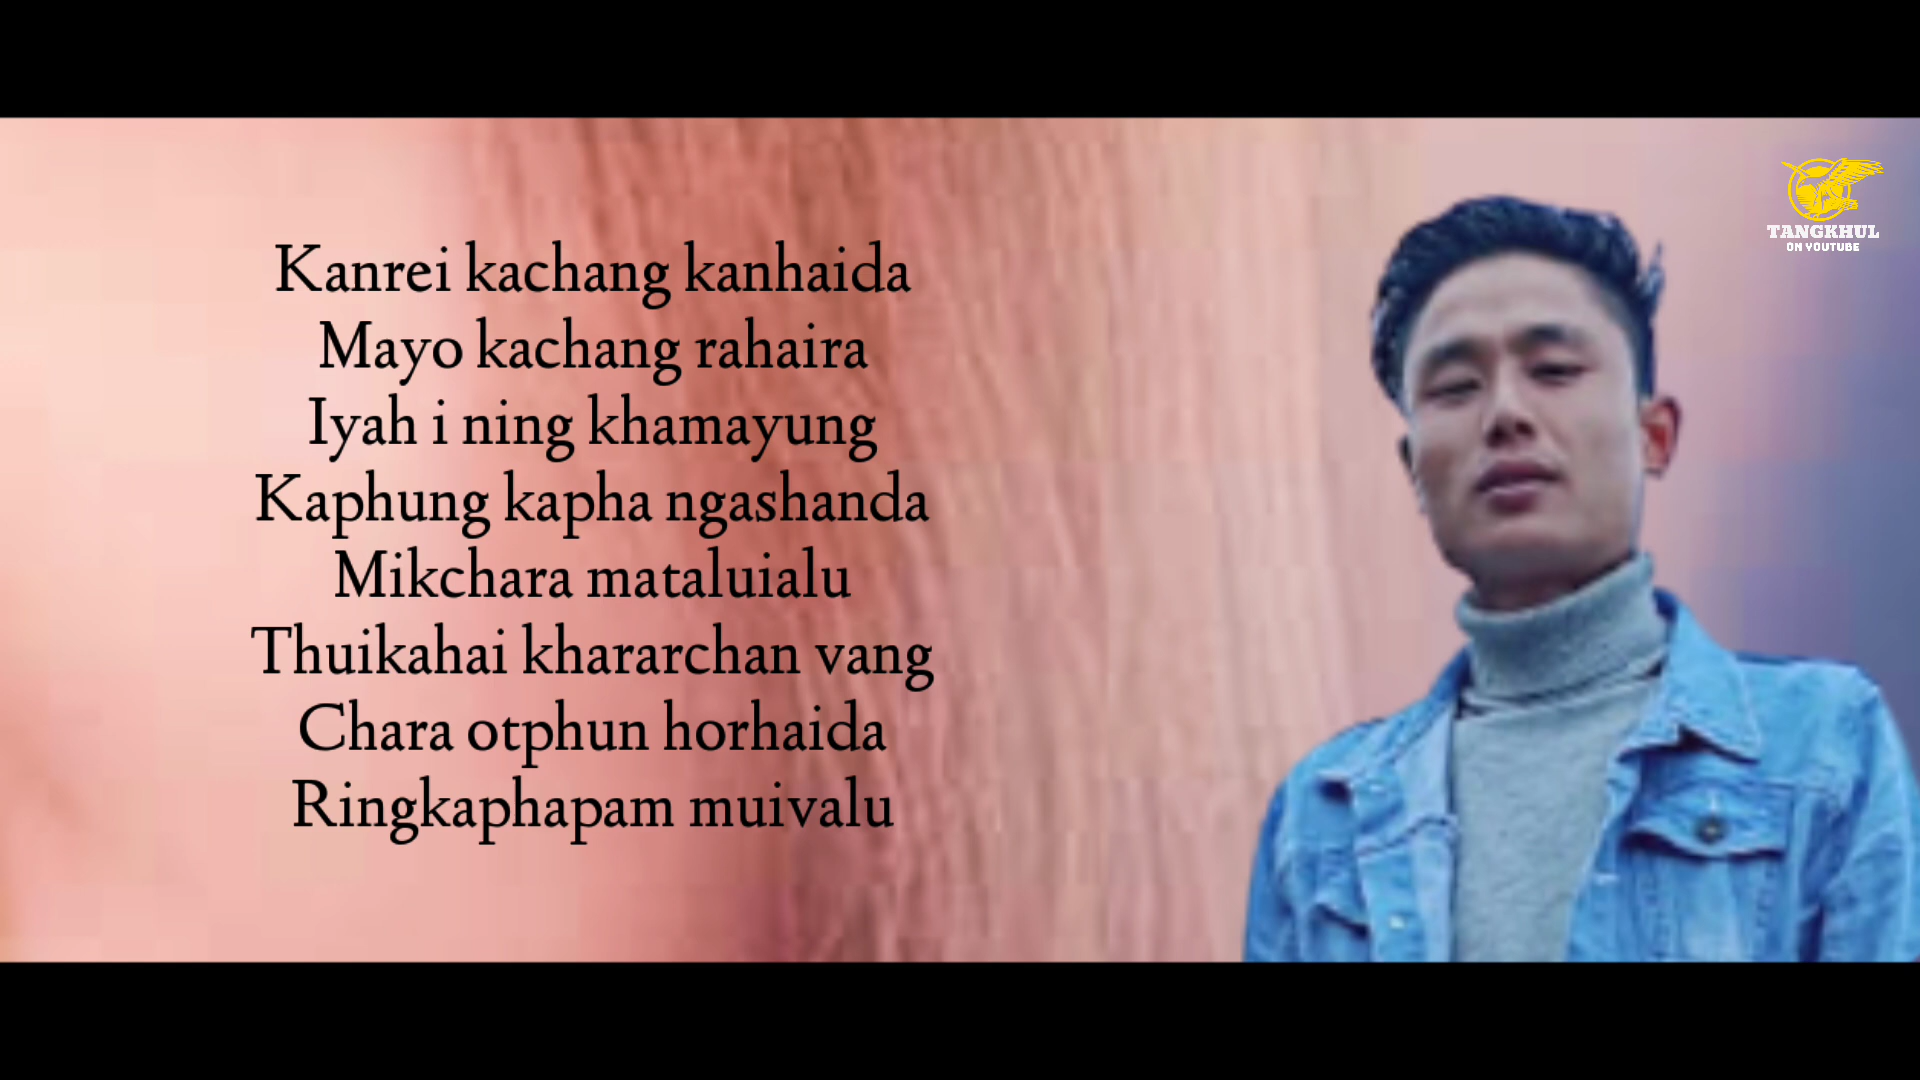 Kanrei kachang kanhaida
Mayo kachang rahaira
Iyah i ning khamayung
Kaphung kapha ngashanda
Mikchara mataluialu
Thuikahai khararchan vang
Chara otphun horhaida
Ringkaphapam muivalu
TANGKHUL
ON YOUTUBE